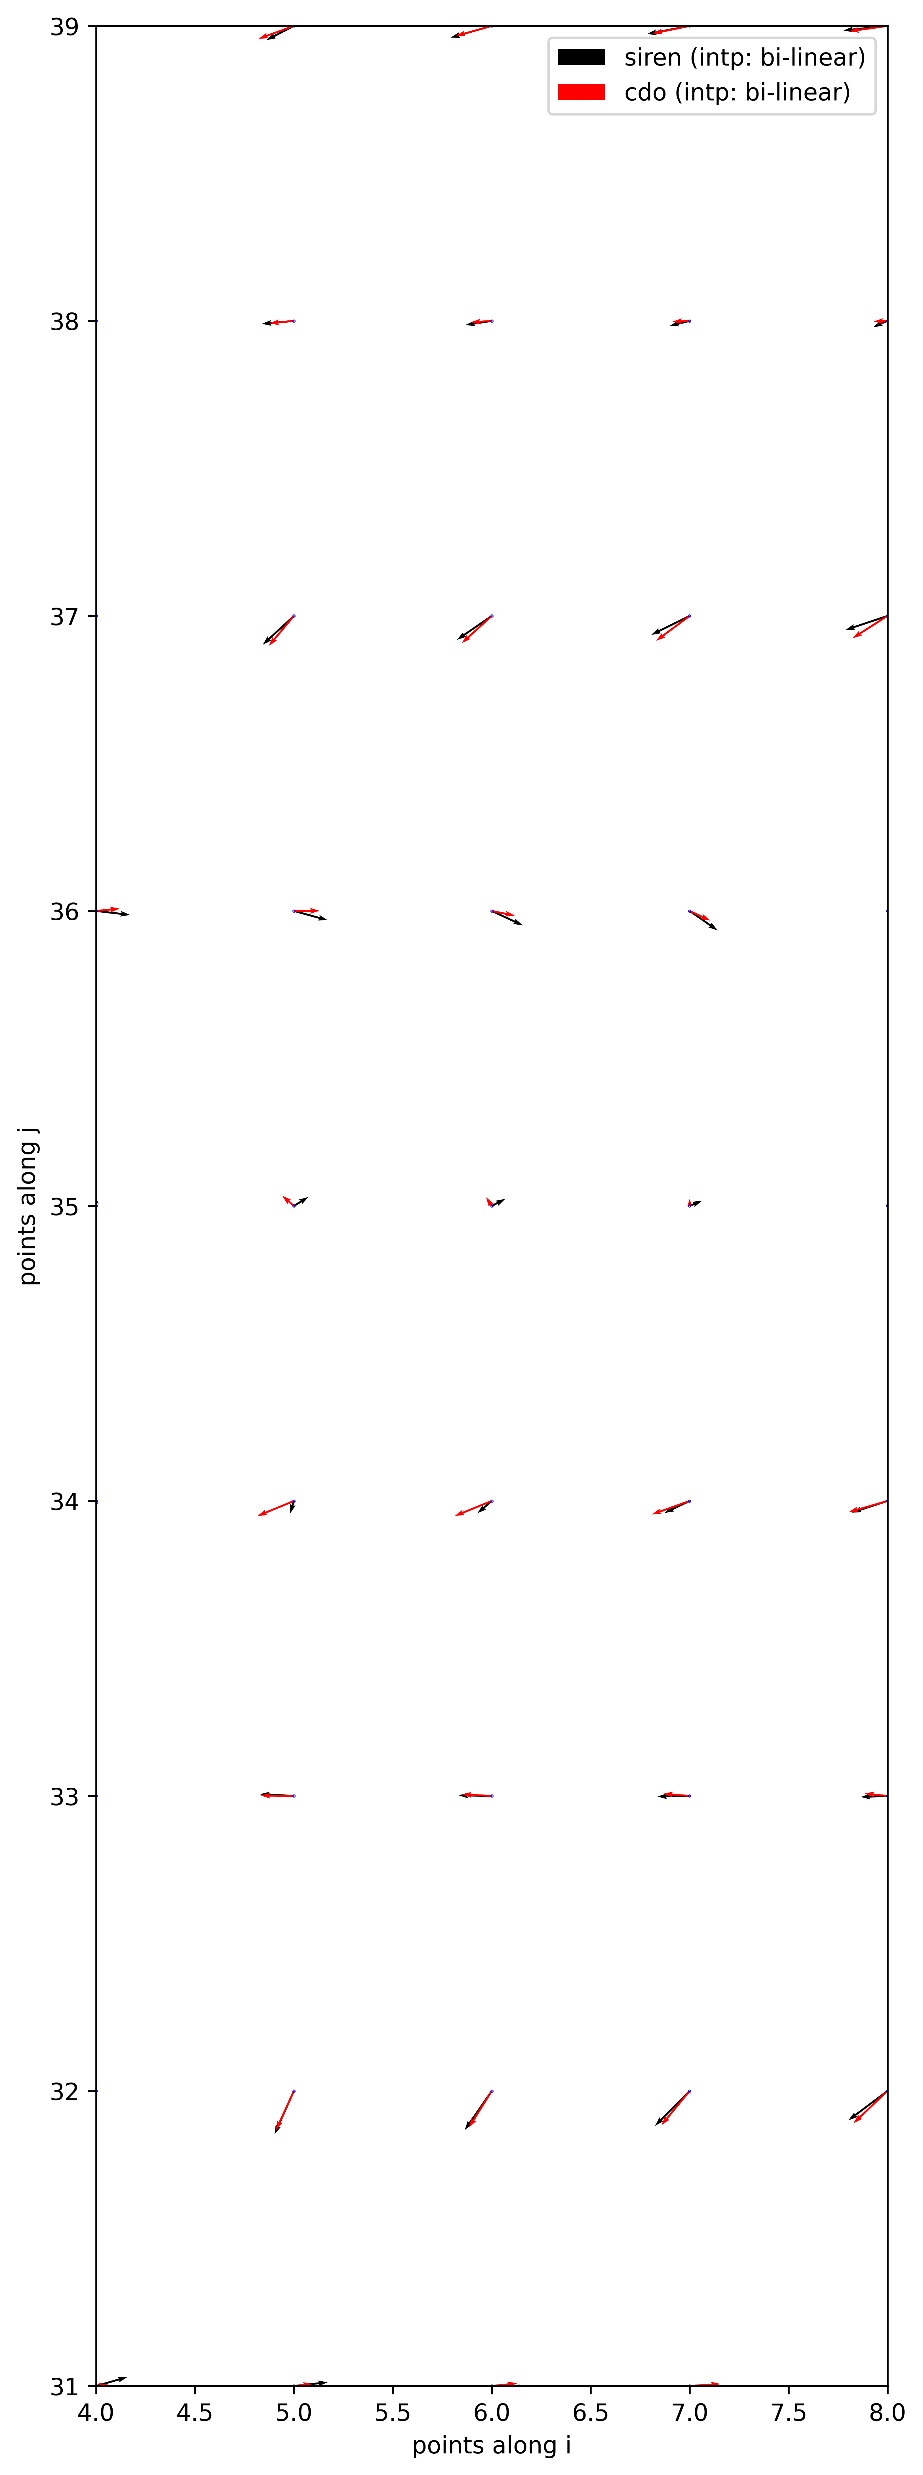 39
siren (intp: bi-linear)
cdo (intp: bi-linear)
38
37
36
35
points along j
34
33
32
31
4.0 4.5 5.0 5.5 6.0 6.5 7.0 7.5 8.0
points along i